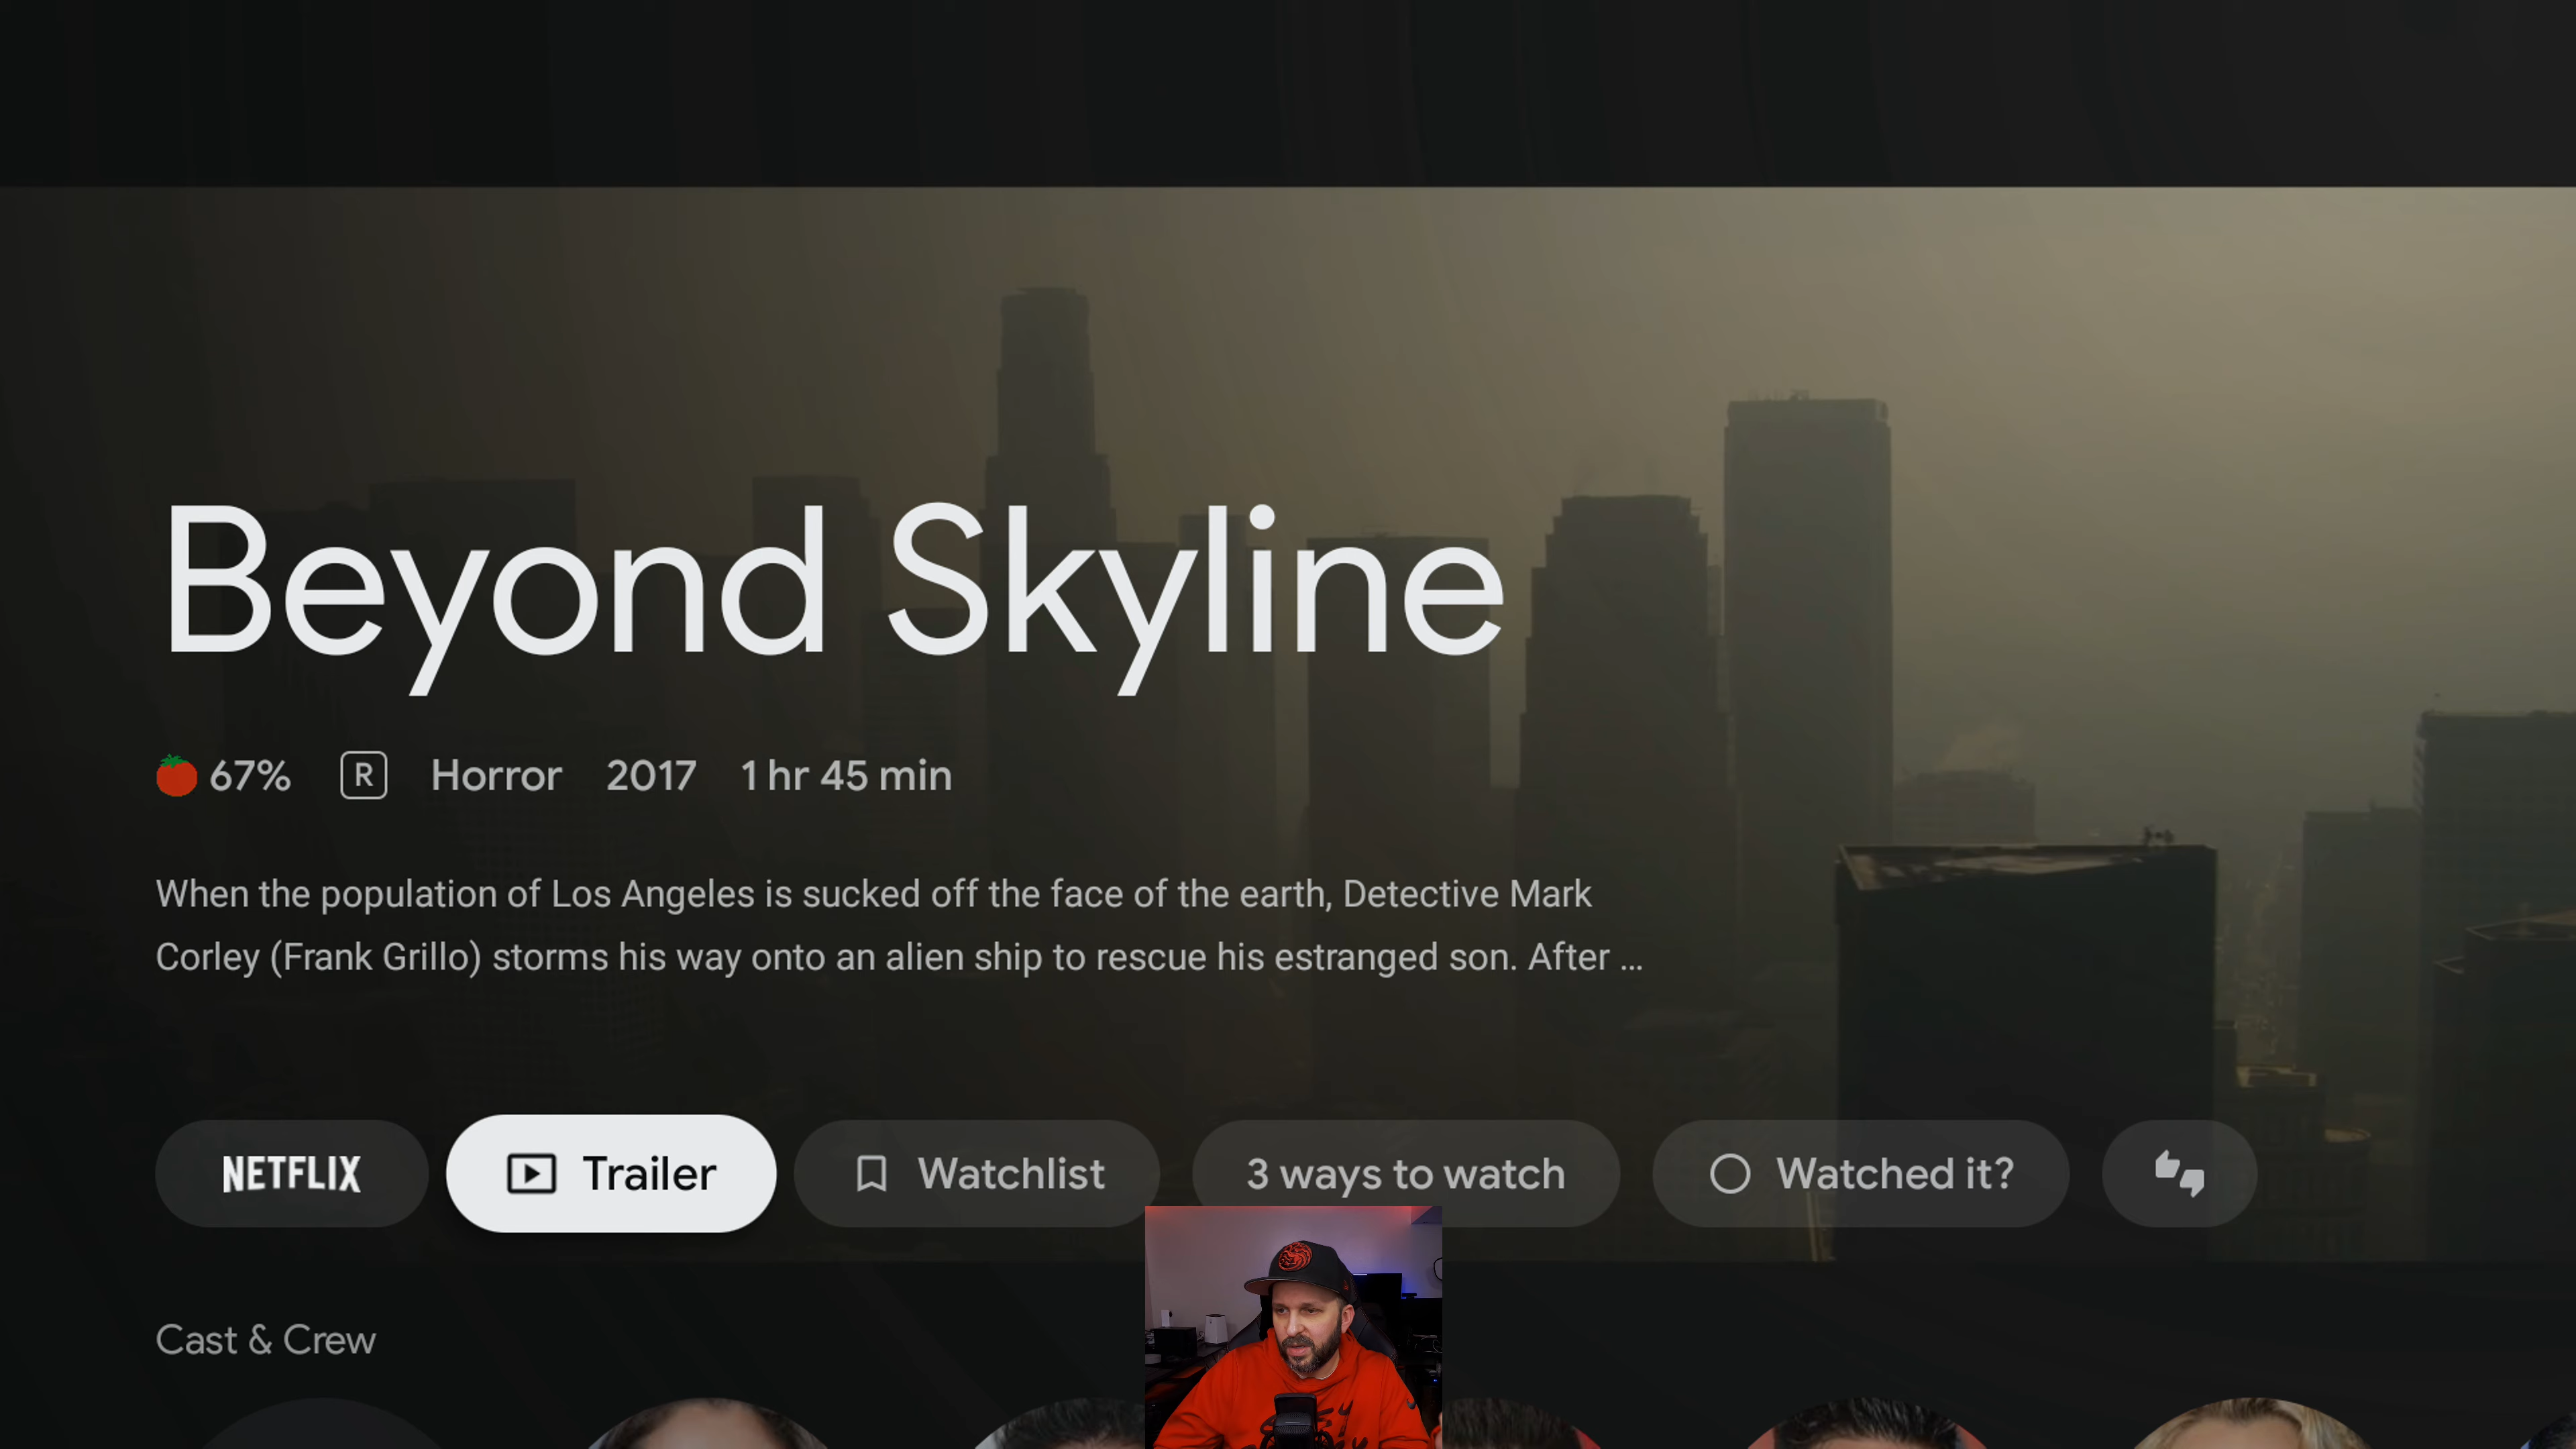 Beyond Skyline
67% R Horror 2017 1 hr 45 min
When the population of Los Angeles is sucked off the face of the earth, Detective Mark
Corley (Frank Grillo) storms his way onto an alien ship to rescue his estranged son. After ...
NETFLIX Trailer Watchlist 3 ways to watch Watched it?
Cast & Crew